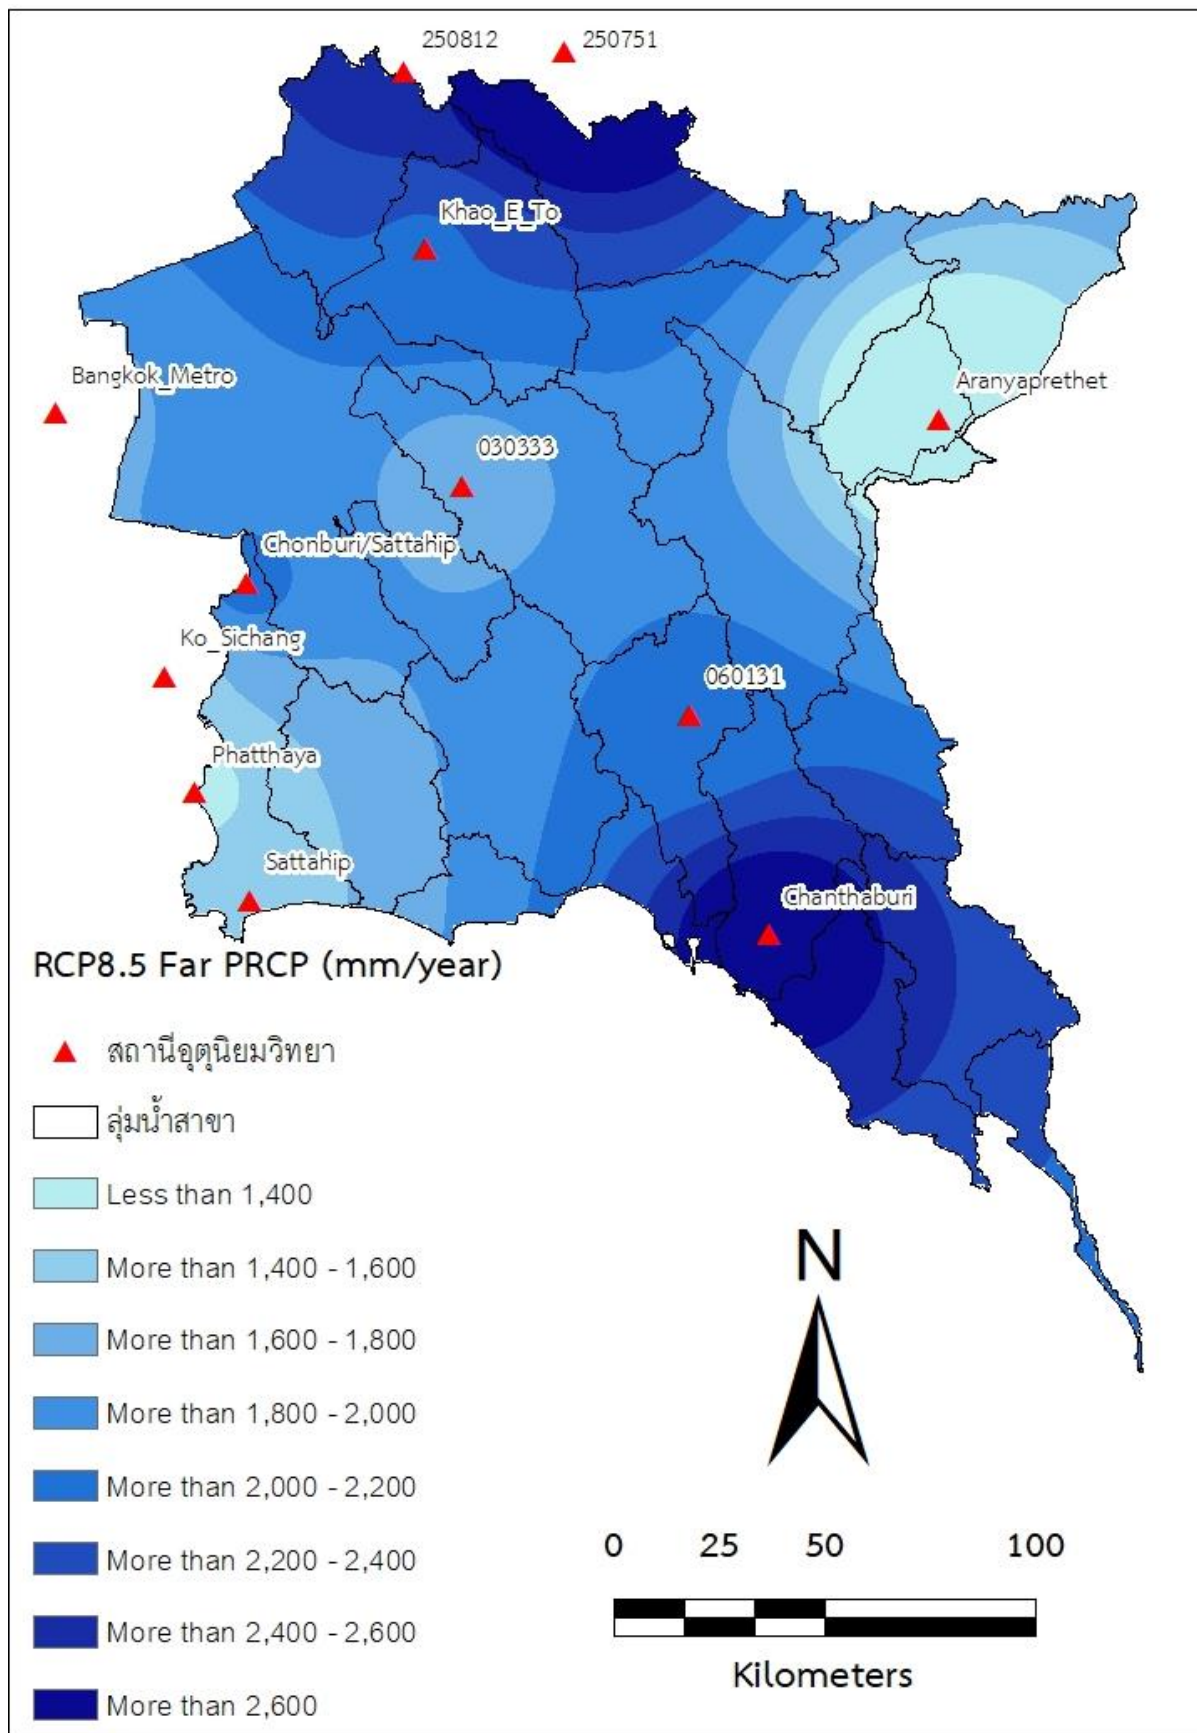 250812
250751
Khao_E_To
Bangkok_Metro
Aranyaprethet
030333
Chonburi/Sattahip
Ko_Sichang
060131
Phatthaya
Sattahip
Chanthaburi
RCP8.5 Far PRCP (mm/year)
สถานีอุตุนิยมวิทยา
ลุ่มน้ำสาขา
Less than 1,400
More than 1,400 - 1,600
More than 1,600 - 1,800
More than 1,800 - 2,000
More than 2,000 - 2,200
More than 2,200 - 2,400
More than 2,400 - 2,600
More than 2,600
N
0 25 50 100
Kilometers